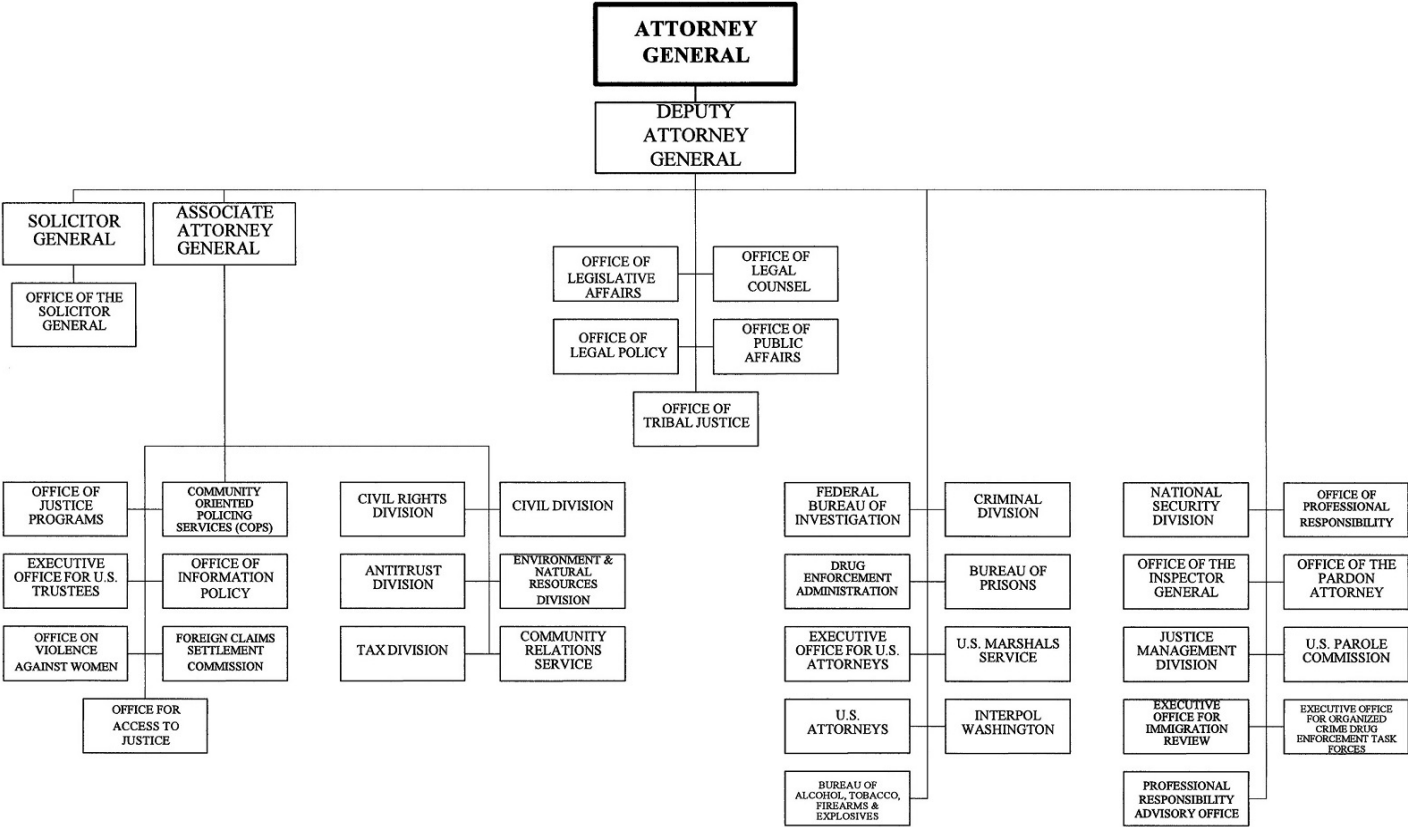 ATTORNEY
GENERAL
DEPUTY
ATTORNEY
GENERAL
SOLICITOR
GENERAL
ASSOCIATE
ATTORNEY
GENERAL
OFFICE OF THE
SOLICITOR
GENERAL
OFFICE OF
LEGISLATIVE
AFFAIRS
OFFICE OF
LEGAL
COUNSEL
OFFICE OF
LEGAL POLICY
OFFICE OF
PUBLIC
AFFAIRS
OFFICE OF
TRIBAL JUSTICE
OFFICE OF
JUSTICE
PROGRAMS
COMMUNITY
ORIENTED
POLICING
SERVICES (COPS)
EXECUTIVE
OFFICE FOR U.S.
TRUSTEES
OFFICE OF
INFORMATION
POLICY
OFFICE ON
VIOLENCE
AGAINST WOMEN
FOREIGN CLAIMS
SETTLEMENT
COMMISSION
OFFICE FOR
ACCESS TO
JUSTICE
CIVIL RIGHTS
DIVISION
CIVIL DIVISION
ANTITRUST
DIVISION
ENVIRONMENT &
NATURAL
RESOURCES
DIVISION
TAX DIVISION
COMMUNITY
RELATIONS
SERVICE
FEDERAL
BUREAU OF
INVESTIGATION
CRIMINAL
DIVISION
DRUG
ENFORCEMENT
ADMINISTRATION
BUREAU OF
PRISONS
EXECUTIVE
OFFICE FOR U.S.
ATTORNEYS
U.S. MARSHALS
SERVICE
U.S.
ATTORNEYS
INTERPOL
WASHINGTON
BUREAU OF
ALCOHOL, TOBACCO,
FIREARMS &
EXPLOSIVES
NATIONAL
SECURITY
DIVISION
OFFICE OF
PROFESSIONAL
RESPONSIBILITY
OFFICE OF THE
INSPECTOR
GENERAL
OFFICE OF THE
PARDON
ATTORNEY
JUSTICE
MANAGEMENT
DIVISION
U.S. PAROLE
COMMISSION
EXECUTIVE
OFFICE FOR
IMMIGRATION
REVIEW
EXECUTIVE OFFICE
FOR ORGANIZED
CRIME DRUG
ENFORCEMENT TASK
FORCES
PROFESSIONAL
RESPONSIBILITY
ADVISORY OFFICE